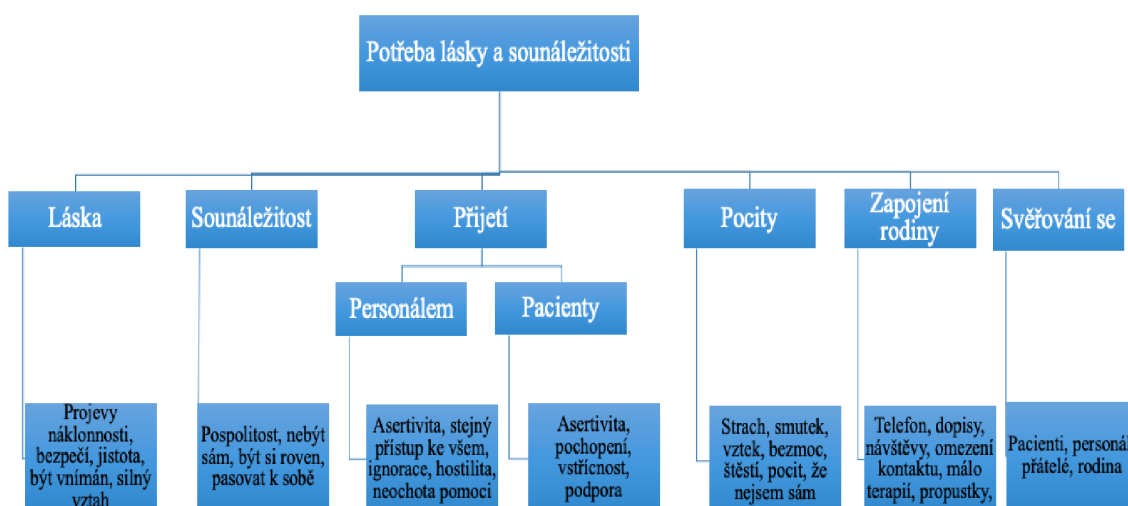 Potřeba lásky a sounáležitosti
Láska
Sounáležitost
Přijetí
Pocity
Zapojení
rodiny
Svěřování se
Personálem
Pacienty
Projevy
náklonnosti,
bezpečí, jistota,
být vnímán, silný
vztah
Pospolitost, nebýt
sám, být si roven,
pasovat k sobě
Asertivita, stejný
přístup ke všem,
ignorace, hostilita,
neochota pomoci
Asertivita,
pochopení,
vstřícnost,
podpora
Strach, smutek,
vztek, bezmoc,
štěstí, pocit, že
nejsem sám
Telefon, dopisy,
návštěvy, omezení
kontaktu, málo
terapií, propustky,
Pacienti, personál
přátelé, rodina